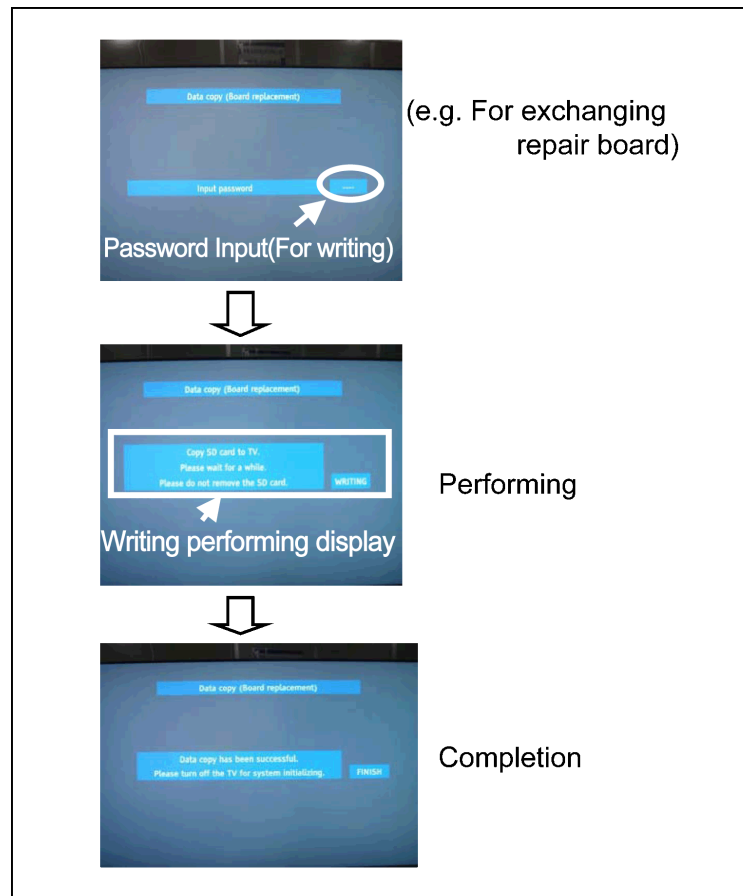 Data copy (Board replacement)
(e.g. For exchanging
repair board)
Input password
Password Input(For writing)
Data copy (Board replacement)
Copy SD card to TV.
Please wait for a while.
Please do not remove the SD card.
WRITING
Performing
Writing performing display
Data copy (Board replacement)
Data copy has been successful.
Please turn off the TV for system initializing.
FINISH
Completion